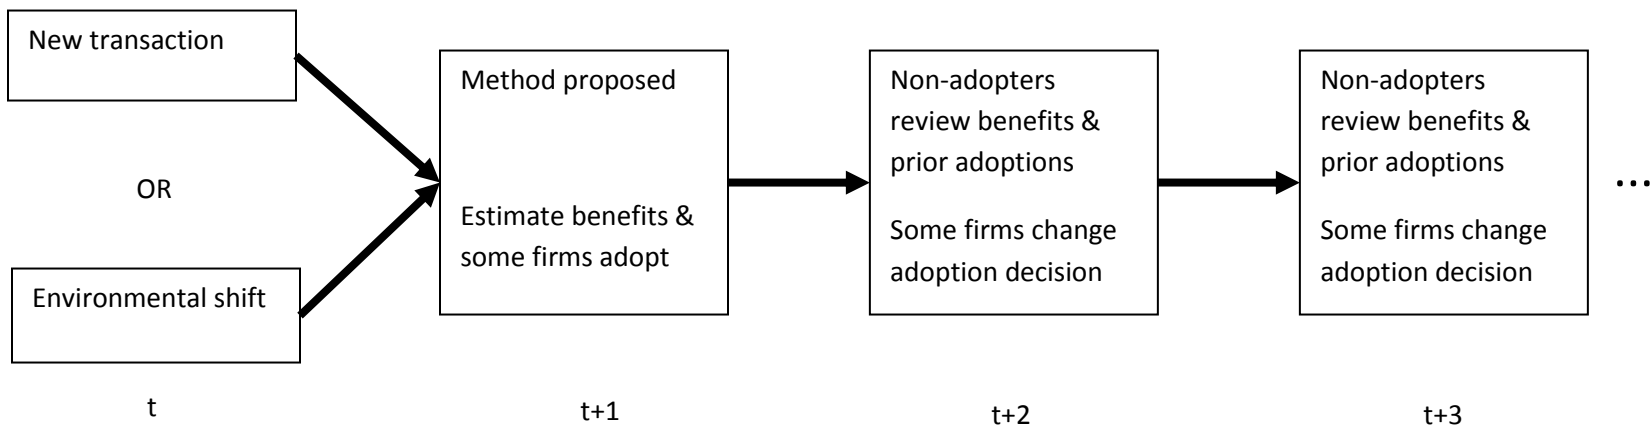 New transaction
OR
Environmental shift
t
Method proposed
Estimate benefits &
some firms adopt
t+1
Non-adopters
review benefits &
prior adoptions
Some firms change
adoption decision
t+2
Non-adopters
review benefits &
prior adoptions
Some firms change
adoption decision
t+3
...